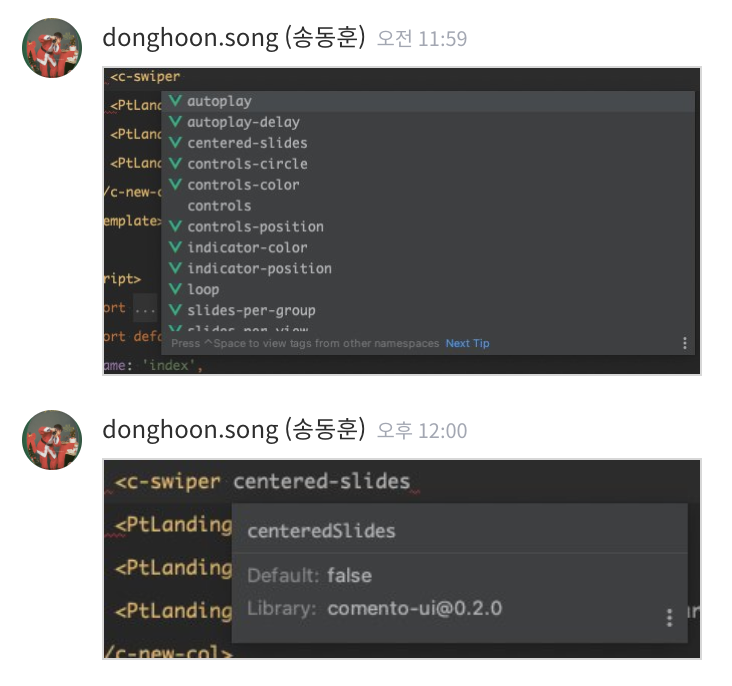 donghoon.song (송동훈) 오전 11:59
<c-swiper
<PtLand
<PtLand
<PtLand
/c-new-c
emplate>
ript>
ort ...
ort defa
ame: 'index',
autoplay
autoplay-delay
centered-slides
controls-circle
controls-color
controls
controls-position
indicator-color
indicator-position
loop
slides-per-group
slides-per-view
Press ^Space to view tags from other namespaces Next Tip
donghoon.song (송동훈) 오후 12:00
<c-swiper centered-slides
<PtLanding
<PtLanding
<PtLanding
/c-new-col>
centeredSlides
Default: false
Library: comento-ui@0.2.0